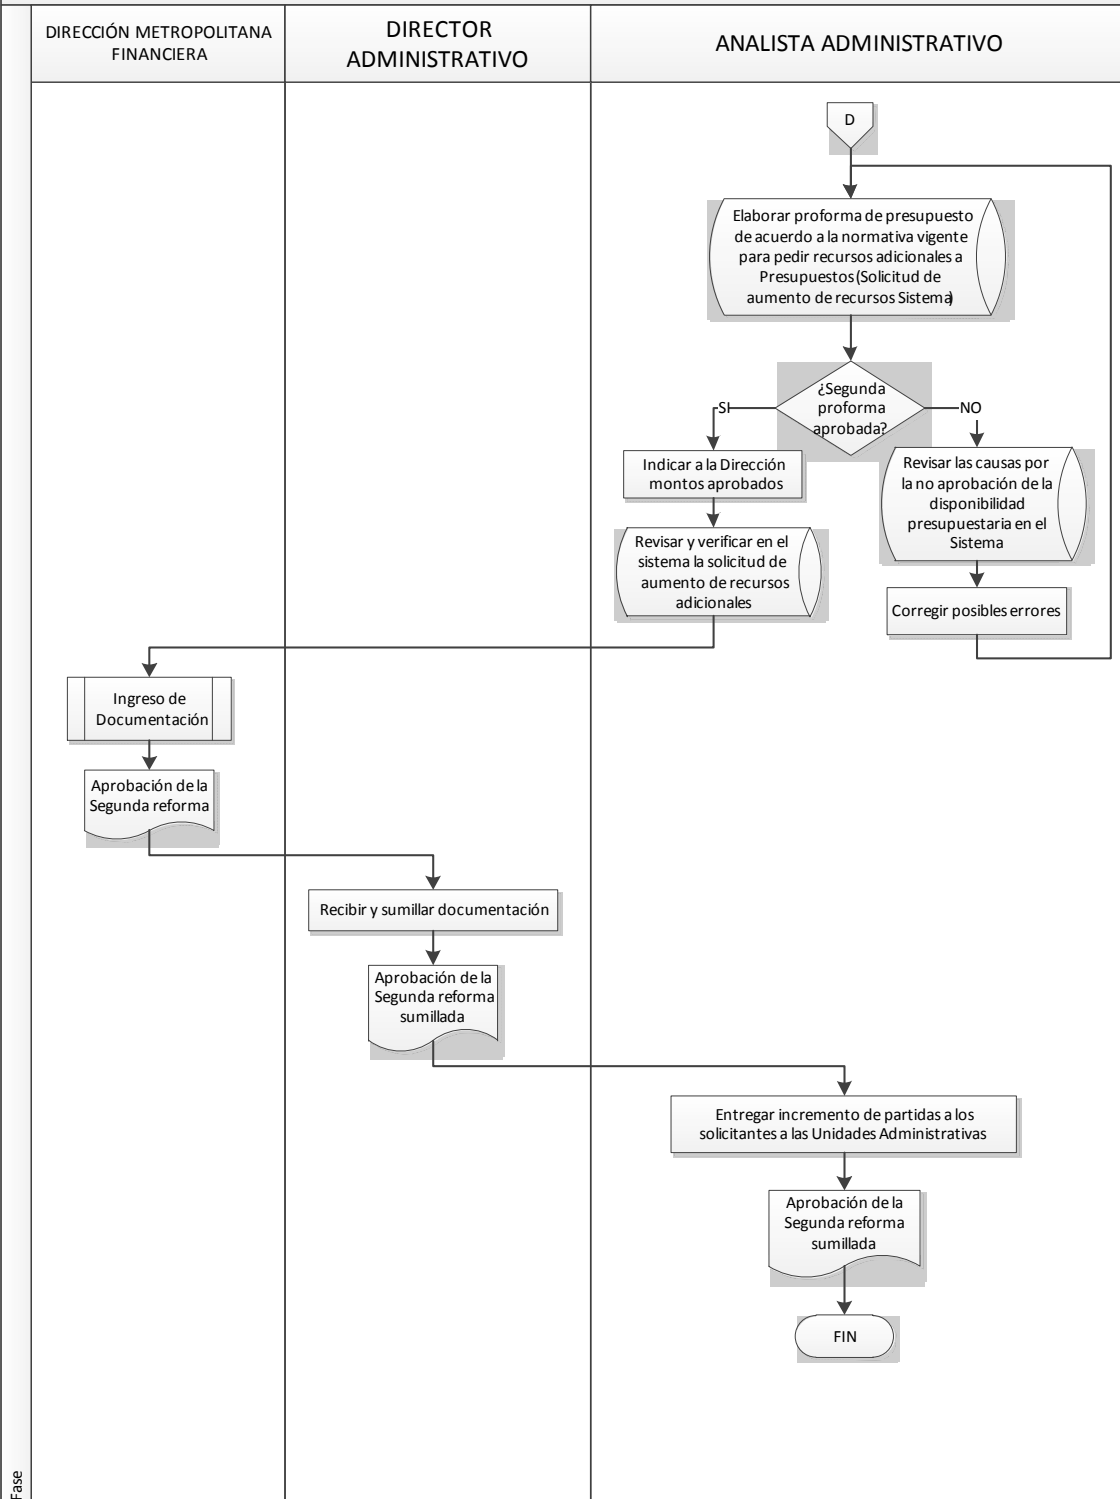 DIRECCIÓN METROPOLITANA
FINANCIERA
DIRECTOR
ADMINISTRATIVO
ANALISTA ADMINISTRATIVO
D
Elaborar proforma de presupuesto
de acuerdo a la normativa vigente
para pedir recursos adicionales a
Presupuestos (Solicitud de
aumento de recursos Sistema)
¿Segunda
proforma
aprobada?
SI
NO
Indicar a la Dirección
montos aprobados
Revisar las causas por
la no aprobación de la
disponibilidad
presupuestaria en el
Sistema
Revisar y verificar en el
sistema la solicitud de
aumento de recursos
adicionales
Corregir posibles errores
Ingreso de
Documentación
Aprobación de la
Segunda reforma
Recibir y sumillar documentación
Aprobación de la
Segunda reforma
sumillada
Entregar incremento de partidas a los
solicitantes a las Unidades Administrativas
Aprobación de la
Segunda reforma
sumillada
FIN
Fase